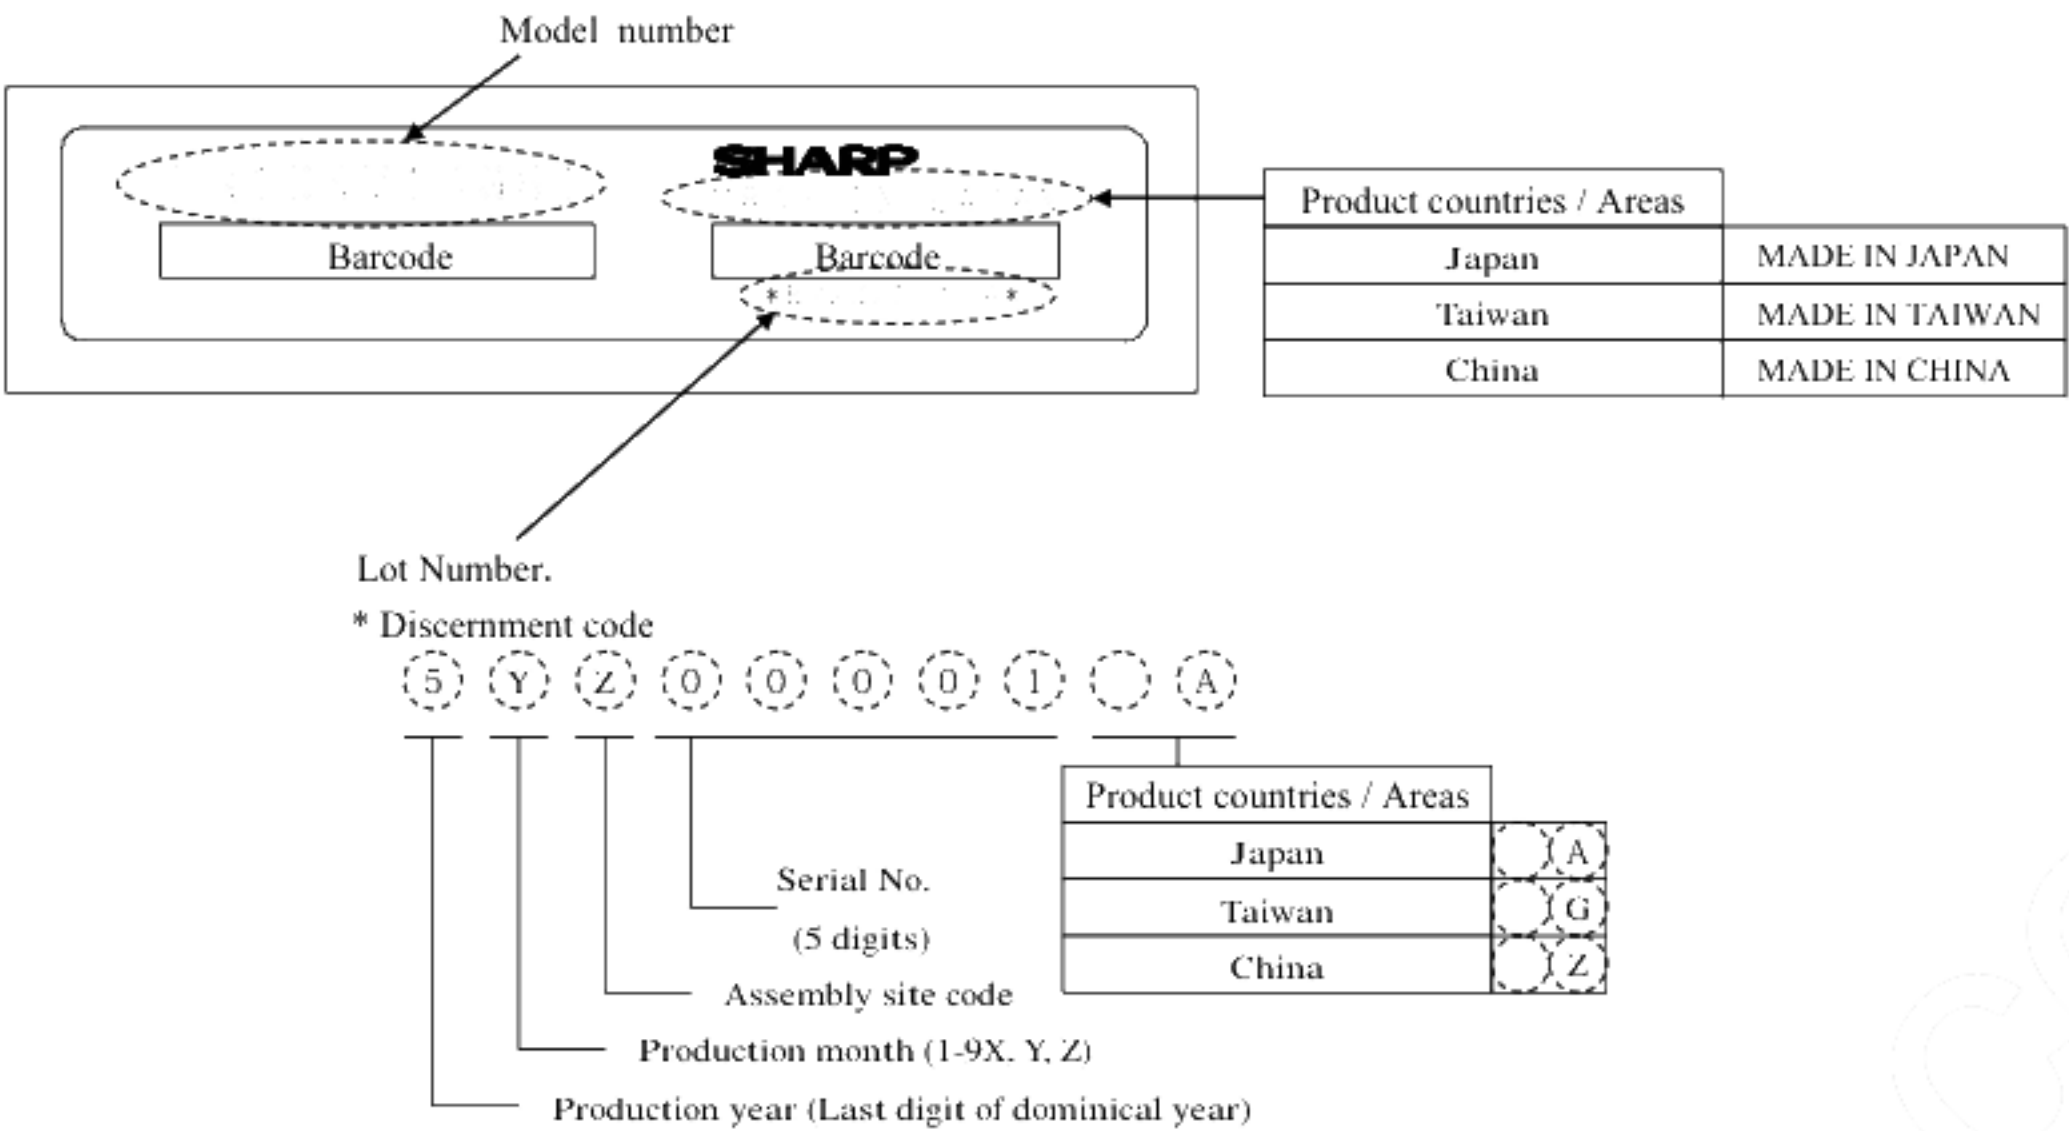 Model number
SHARP
Barcode
Barcode
* *
Product countries / Areas
Japan MADE IN JAPAN
Taiwan MADE IN TAIWAN
China MADE IN CHINA
Lot Number.
* Discernment code
5 Y Z 0 0 0 0 1 A
Product countries / Areas
Japan A
Taiwan G
China Z
Serial No.
(5 digits)
Assembly site code
Production month (1-9X. Y, Z)
Production year (Last digit of dominical year)